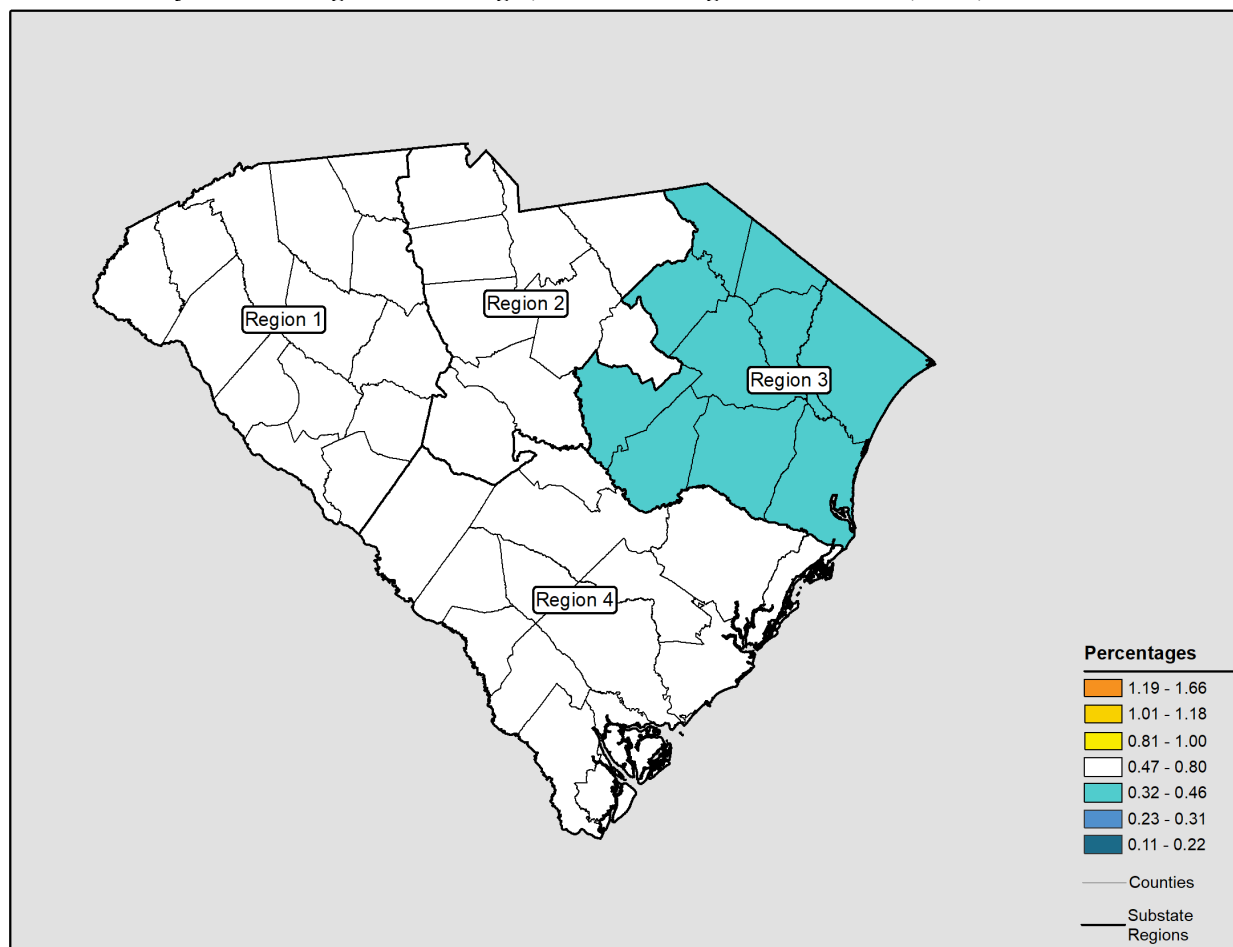 Region 1
Region 2
Region 3
Region 4
Percentages
1.19 - 1.66
1.01 - 1.18
0.81 - 1.00
0.47 - 0.80
0.32 - 0.46
0.23 - 0.31
0.11 - 0.22
Counties
Substate
Regions